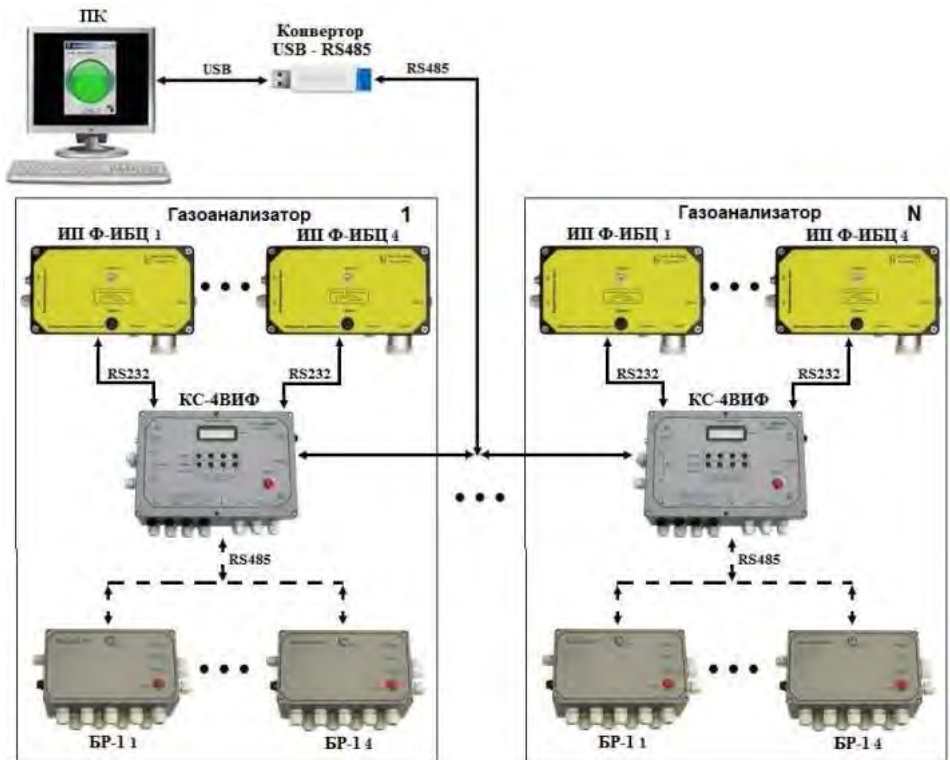 ПК
Конвертор
USB - RS485
USB
RS485
Газоанализатор 1
ИП Ф-ИБЦ 1
ИП Ф-ИБЦ 4
RS232
RS232
КС-4ВИФ
RS485
БР-1 1
БР-1 4
Газоанализатор N
ИП Ф-ИБЦ 1
ИП Ф-ИБЦ 4
RS232
RS232
КС-4ВИФ
RS485
БР-1 1
БР-1 4